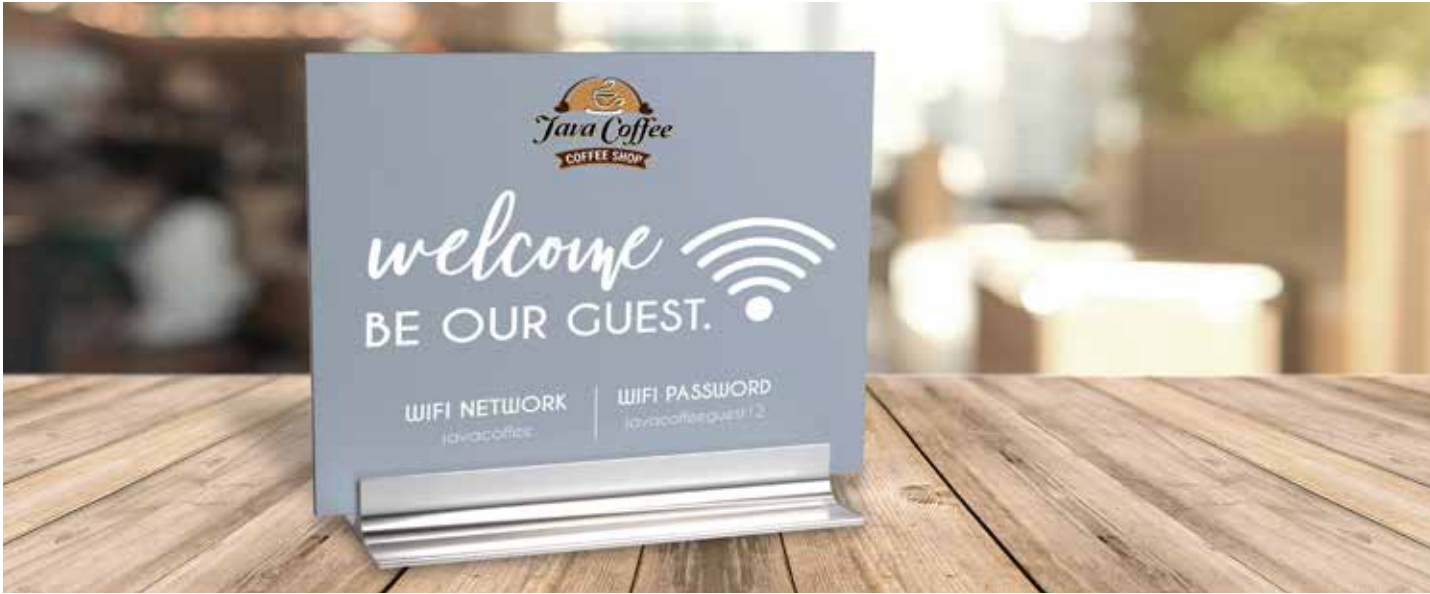 Java Coffee
COFFEE SHOP
welcome
BE OUR GUEST.
WIFI NETWORK
javacoffee
WIFI PASSWORD
javacoffeeguest12